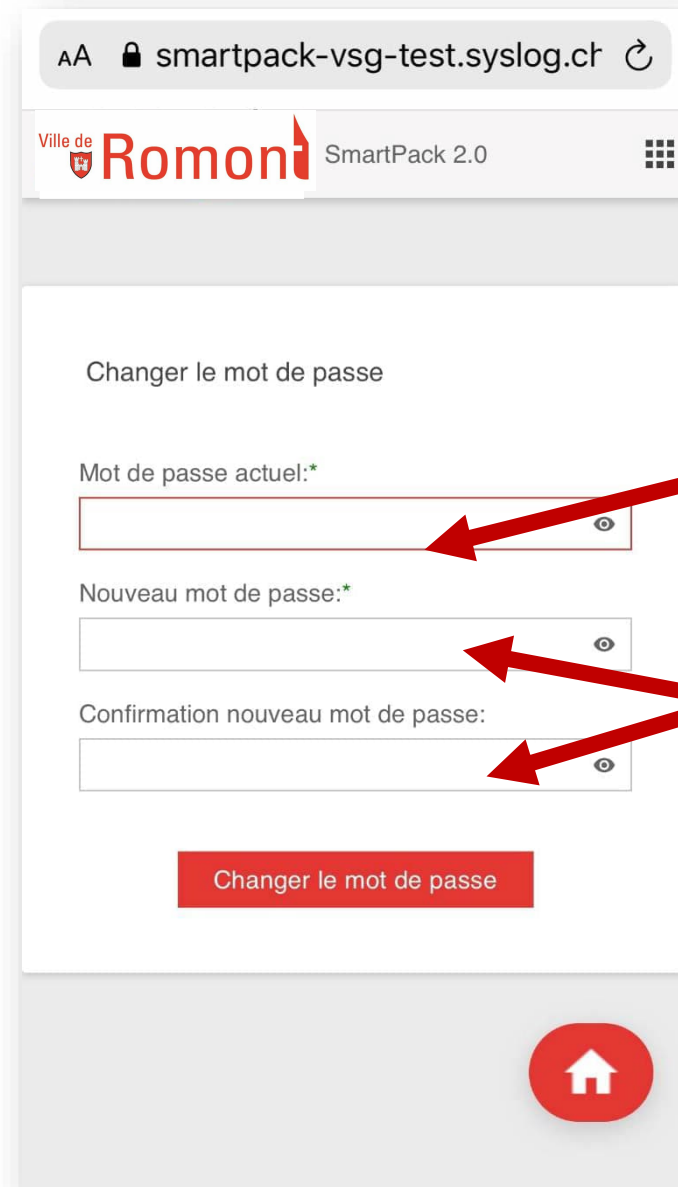 AA smartpack-vsg-test.syslog.ch
Ville de Romont SmartPack 2.0
Changer le mot de passe
Mot de passe actuel:*
Nouveau mot de passe:*
Confirmation nouveau mot de passe:
Changer le mot de passe